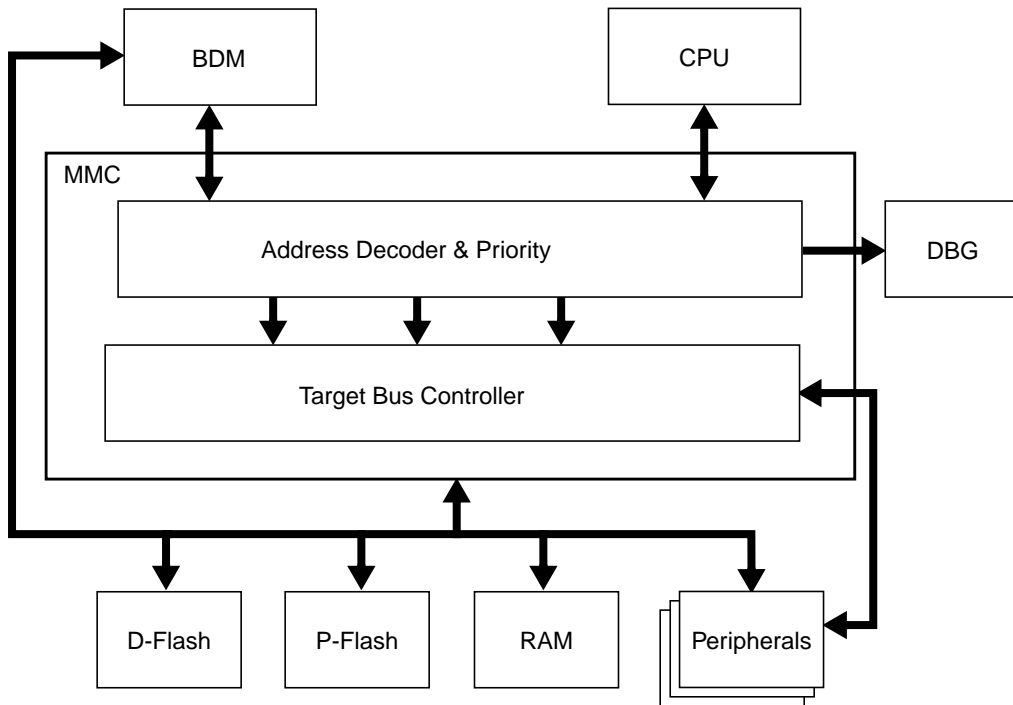 BDM
CPU
MMC
Address Decoder & Priority
DBG
Target Bus Controller
D-Flash
P-Flash
RAM
Peripherals